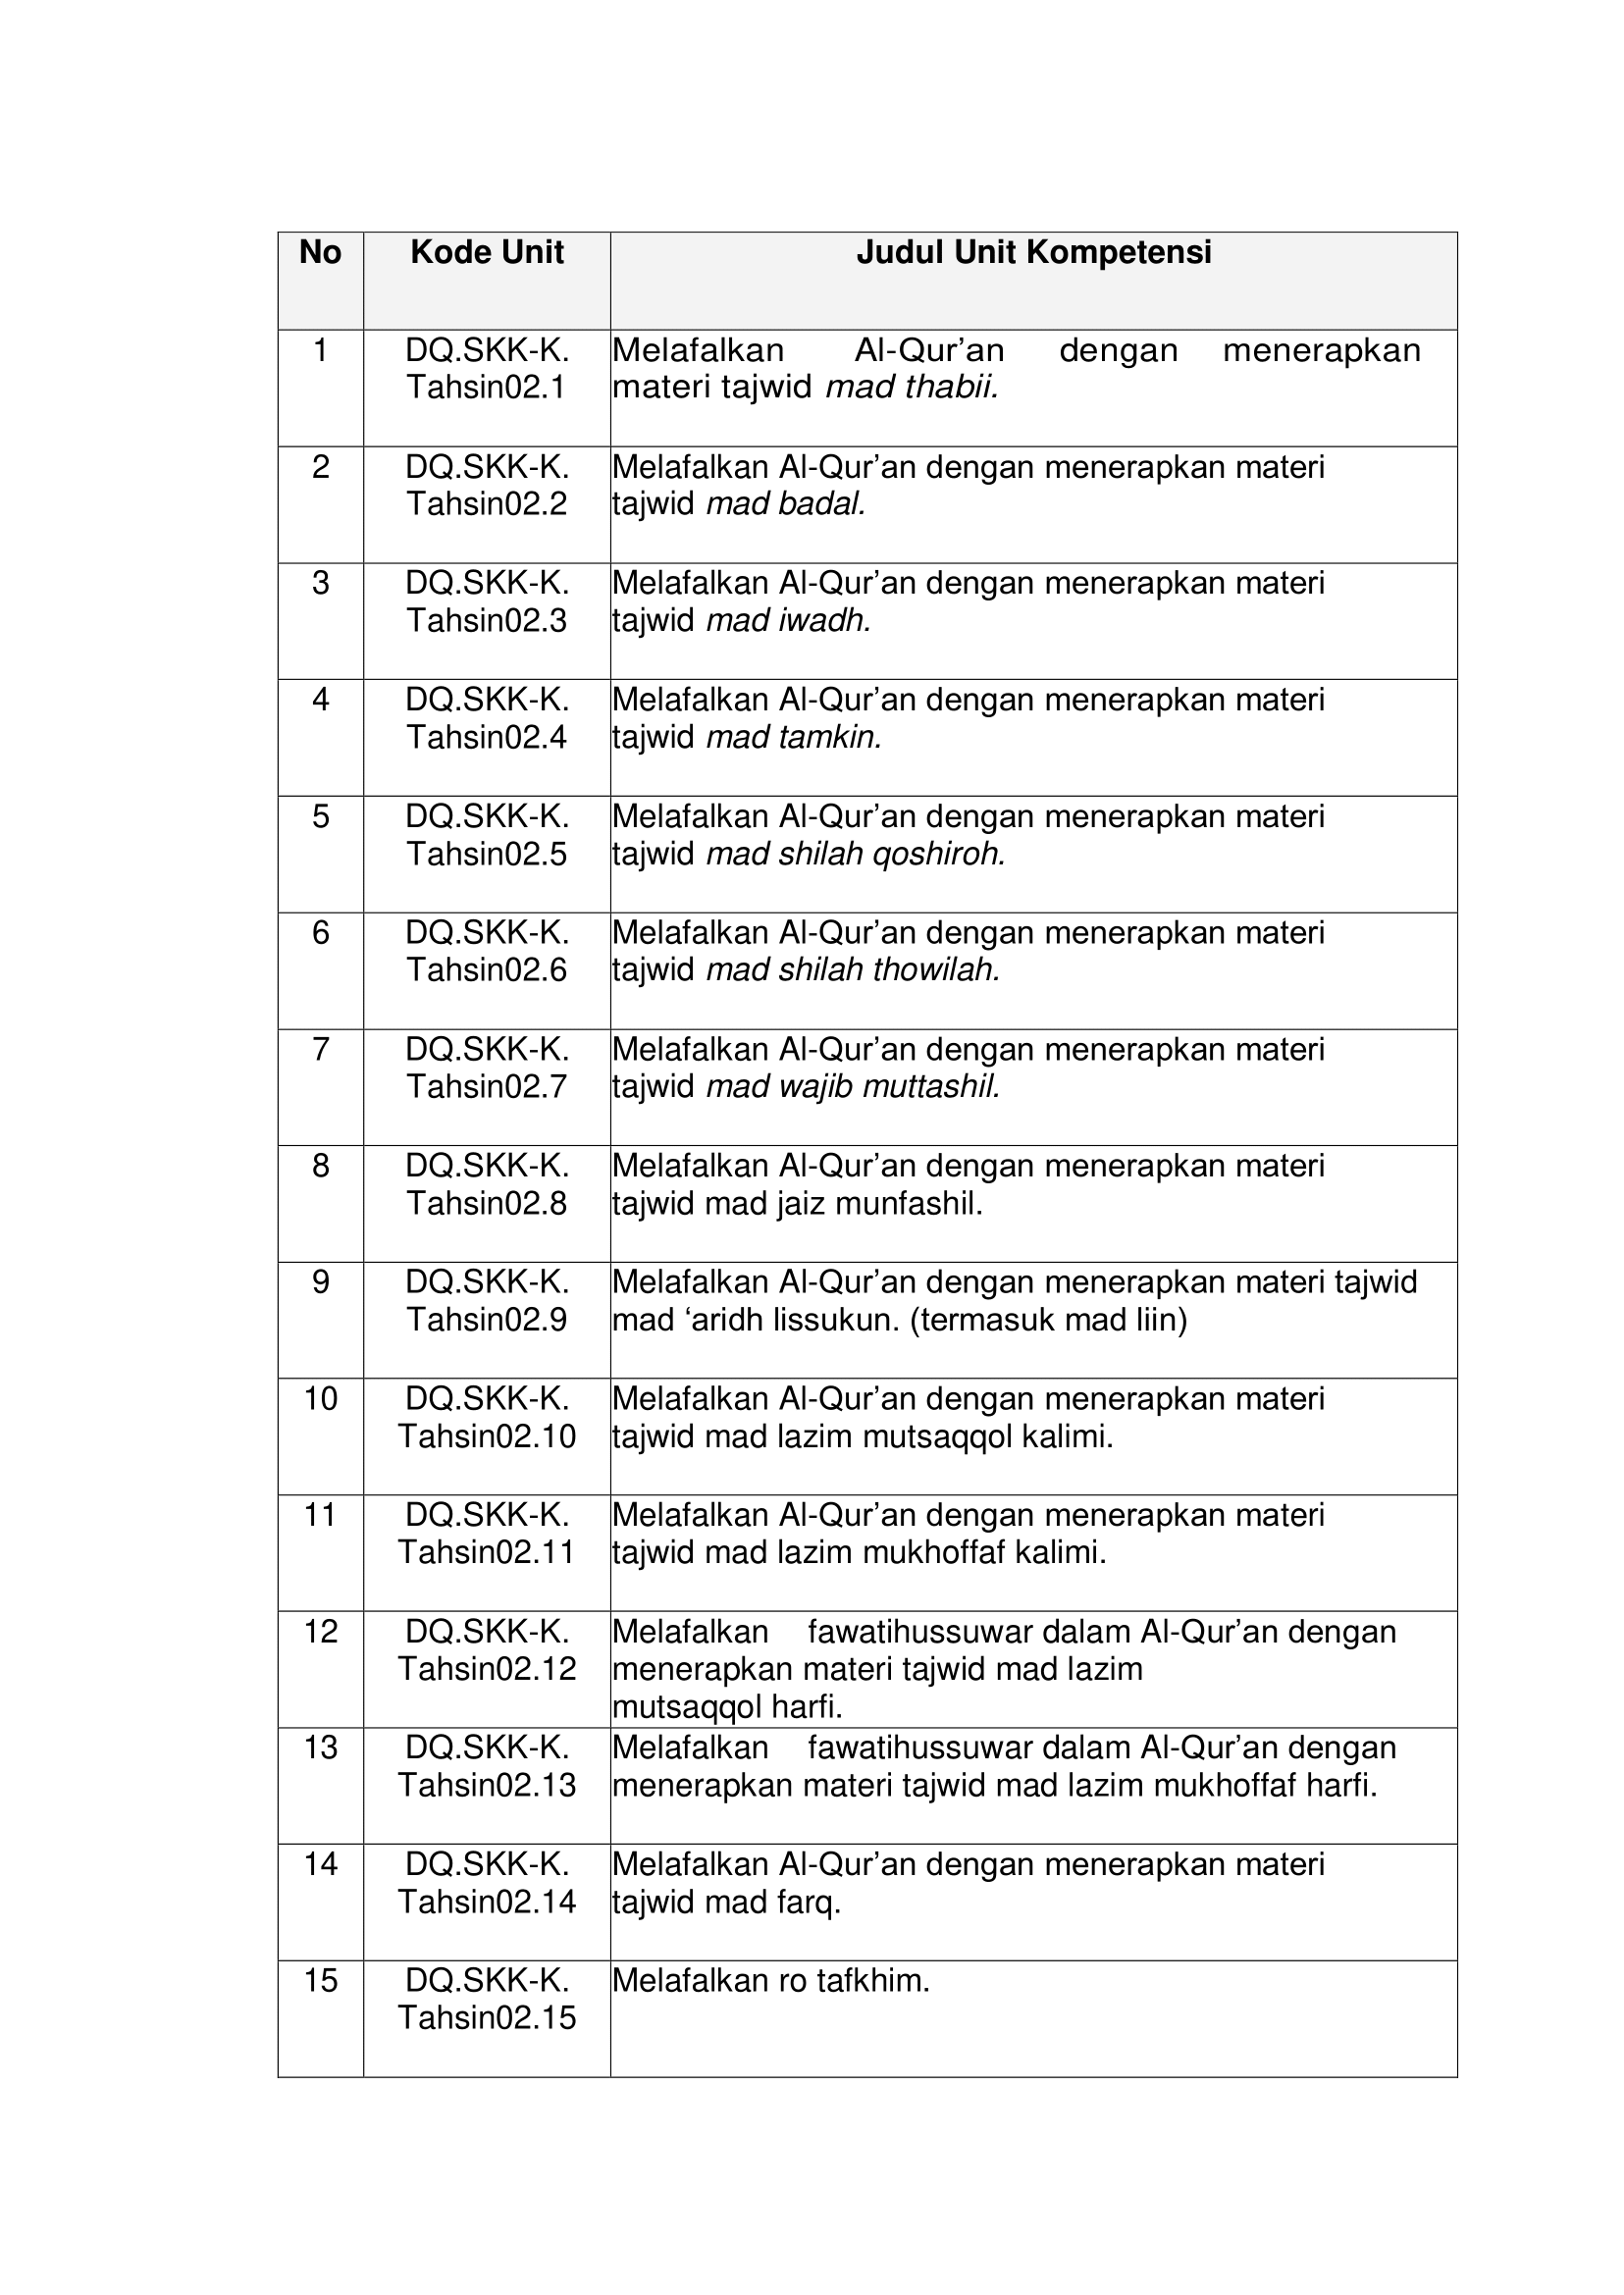 No Kode Unit Judul Unit Kompetensi
1 DQ.SKK-K. Melafalkan Al-Qur’an dengan menerapkan
Tahsin02.1 materi tajwid mad thabii.
2 DQ.SKK-K. Melafalkan Al-Qur’an dengan menerapkan materi
Tahsin02.2 tajwid mad badal.
3 DQ.SKK-K. Melafalkan Al-Qur’an dengan menerapkan materi
Tahsin02.3 tajwid mad iwadh.
4 DQ.SKK-K. Melafalkan Al-Qur’an dengan menerapkan materi
Tahsin02.4 tajwid mad tamkin.
5 DQ.SKK-K. Melafalkan Al-Qur’an dengan menerapkan materi
Tahsin02.5 tajwid mad shilah qoshiroh.
6 DQ.SKK-K. Melafalkan Al-Qur’an dengan menerapkan materi
Tahsin02.6 tajwid mad shilah thowilah.
7 DQ.SKK-K. Melafalkan Al-Qur’an dengan menerapkan materi
Tahsin02.7 tajwid mad wajib muttashil.
8 DQ.SKK-K. Melafalkan Al-Qur’an dengan menerapkan materi
Tahsin02.8 tajwid mad jaiz munfashil.
9 DQ.SKK-K. Melafalkan Al-Qur’an dengan menerapkan materi tajwid
Tahsin02.9 mad ‘aridh lissukun. (termasuk mad liin)
10 DQ.SKK-K. Melafalkan Al-Qur’an dengan menerapkan materi
Tahsin02.10 tajwid mad lazim mutsaqqol kalimi.
11 DQ.SKK-K. Melafalkan Al-Qur’an dengan menerapkan materi
Tahsin02.11 tajwid mad lazim mukhoffaf kalimi.
12 DQ.SKK-K. Melafalkan fawatihussuwar dalam Al-Qur’an dengan
Tahsin02.12 menerapkan materi tajwid mad lazim
mutsaqqol harfi.
13 DQ.SKK-K. Melafalkan fawatihussuwar dalam Al-Qur’an dengan
Tahsin02.13 menerapkan materi tajwid mad lazim mukhoffaf harfi.
14 DQ.SKK-K. Melafalkan Al-Qur’an dengan menerapkan materi
Tahsin02.14 tajwid mad farq.
15 DQ.SKK-K. Melafalkan ro tafkhim.
Tahsin02.15